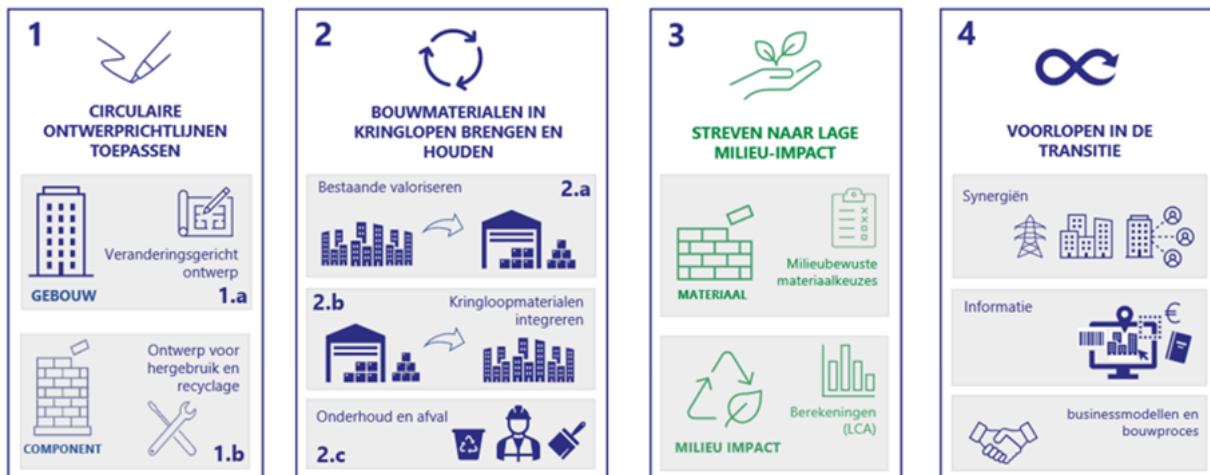 1
CIRCULAIRE
ONTWERPRICHTLIJNEN
TOEPASSEN
Veranderingsgericht
ontwerp
GEBOUW
1.a
Ontwerp voor
hergebruik en
recyclage
COMPONENT
1.b
2
BOUWMATERIALEN IN
KRINGLOPEN BRENGEN EN
HOUDEN
Bestaande valoriseren
2.a
2.b
Kringloopmaterialen
integreren
Onderhoud en afval
2.c
3
STREVEN NAAR LAGE
MILIEU-IMPACT
Milieubewuste
materiaalkeuzes
MATERIAAL
Berekeningen
(LCA)
MILIEU IMPACT
4
VOORLOPEN IN DE
TRANSITIE
Synergiën
Informatie
€
businessmodellen en
bouwproces